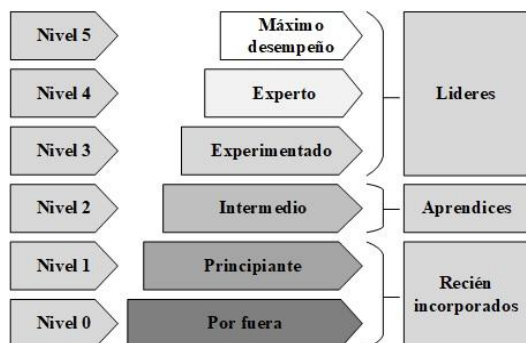 Nivel 5
Máximo
desempeño
Nivel 4
Experto
Lideres
Nivel 3
Experimentado
Nivel 2
Intermedio
Aprendices
Nivel 1
Principiante
Recién
incorporados
Nivel 0
Por fuera